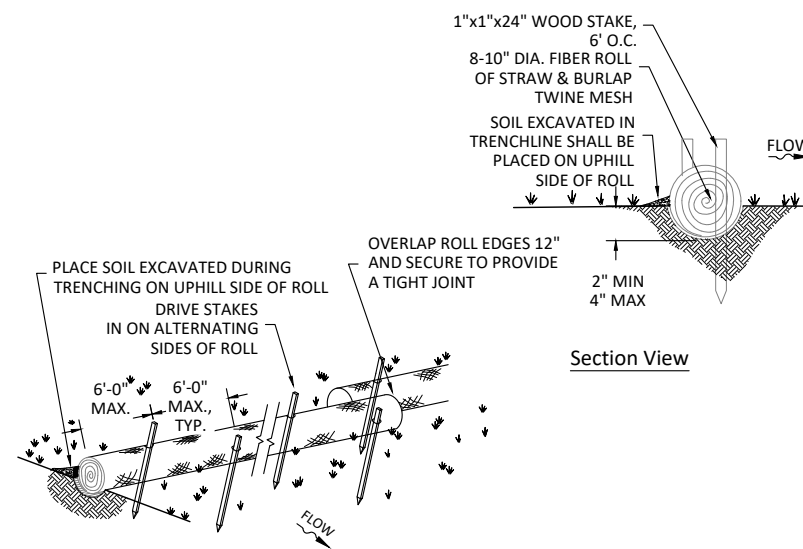 1"x1"x24" WOOD STAKE,
6' O.C.
8-10" DIA. FIBER ROLL
OF STRAW & BURLAP
TWINE MESH
SOIL EXCAVATED IN
TRENCHLINE SHALL BE
PLACED ON UPHILL
SIDE OF ROLL
FLOW
2" MIN
4" MAX
Section View
OVERLAP ROLL EDGES 12"
AND SECURE TO PROVIDE
A TIGHT JOINT
PLACE SOIL EXCAVATED DURING
TRENCHING ON UPHILL SIDE OF ROLL
DRIVE STAKES
IN ON ALTERNATING
SIDES OF ROLL
6'-0"
MAX.
6'-0"
MAX.,
TYP.
FLOW